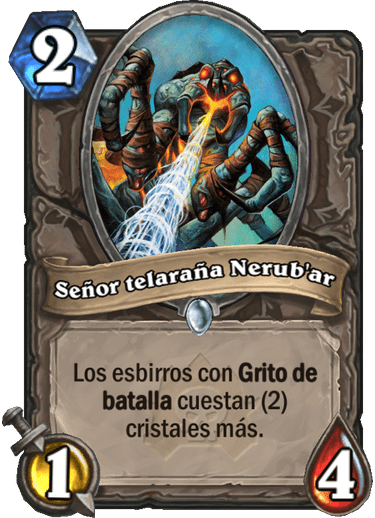 2
Señor telaraña Nerub'ar
Los esbirros con Grito de
batalla cuestan (2)
cristales más.
1
4